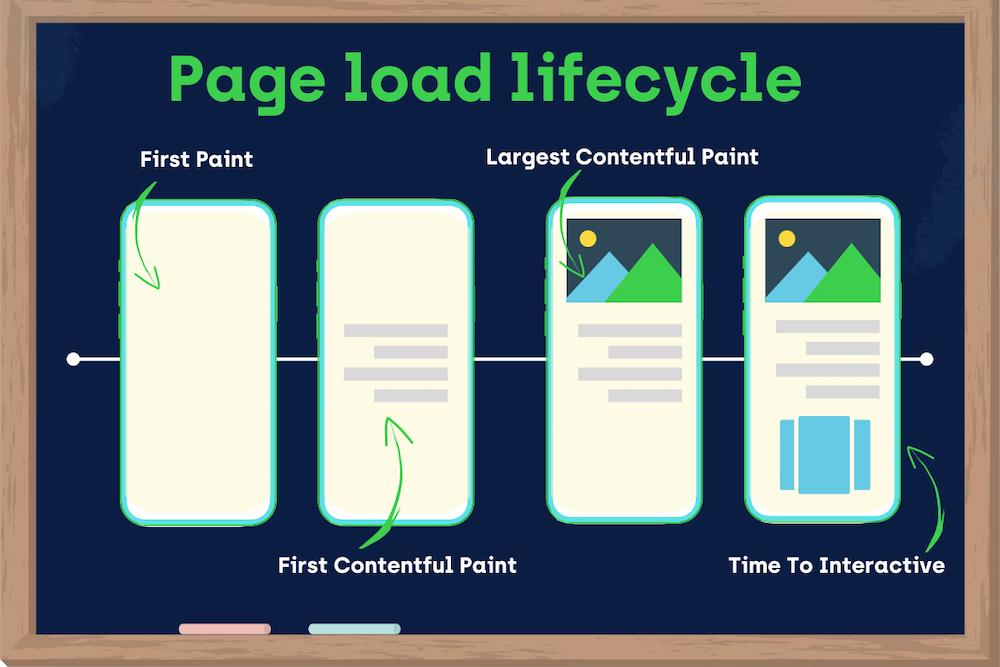 Page load lifecycle
First Paint
Largest Contentful Paint
First Contentful Paint
Time To Interactive